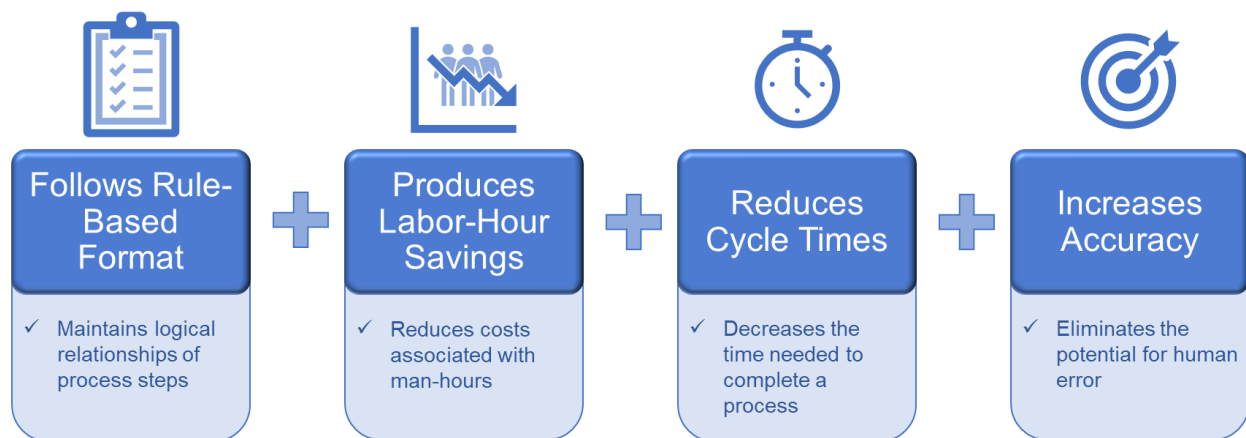 Follows Rule-
Based
Format
✓ Maintains logical
relationships of
process steps
Produces
Labor-Hour
Savings
✓ Reduces costs
associated with
man-hours
Reduces
Cycle Times
✓ Decreases the
time needed to
complete a
process
Increases
Accuracy
✓ Eliminates the
potential for human
error